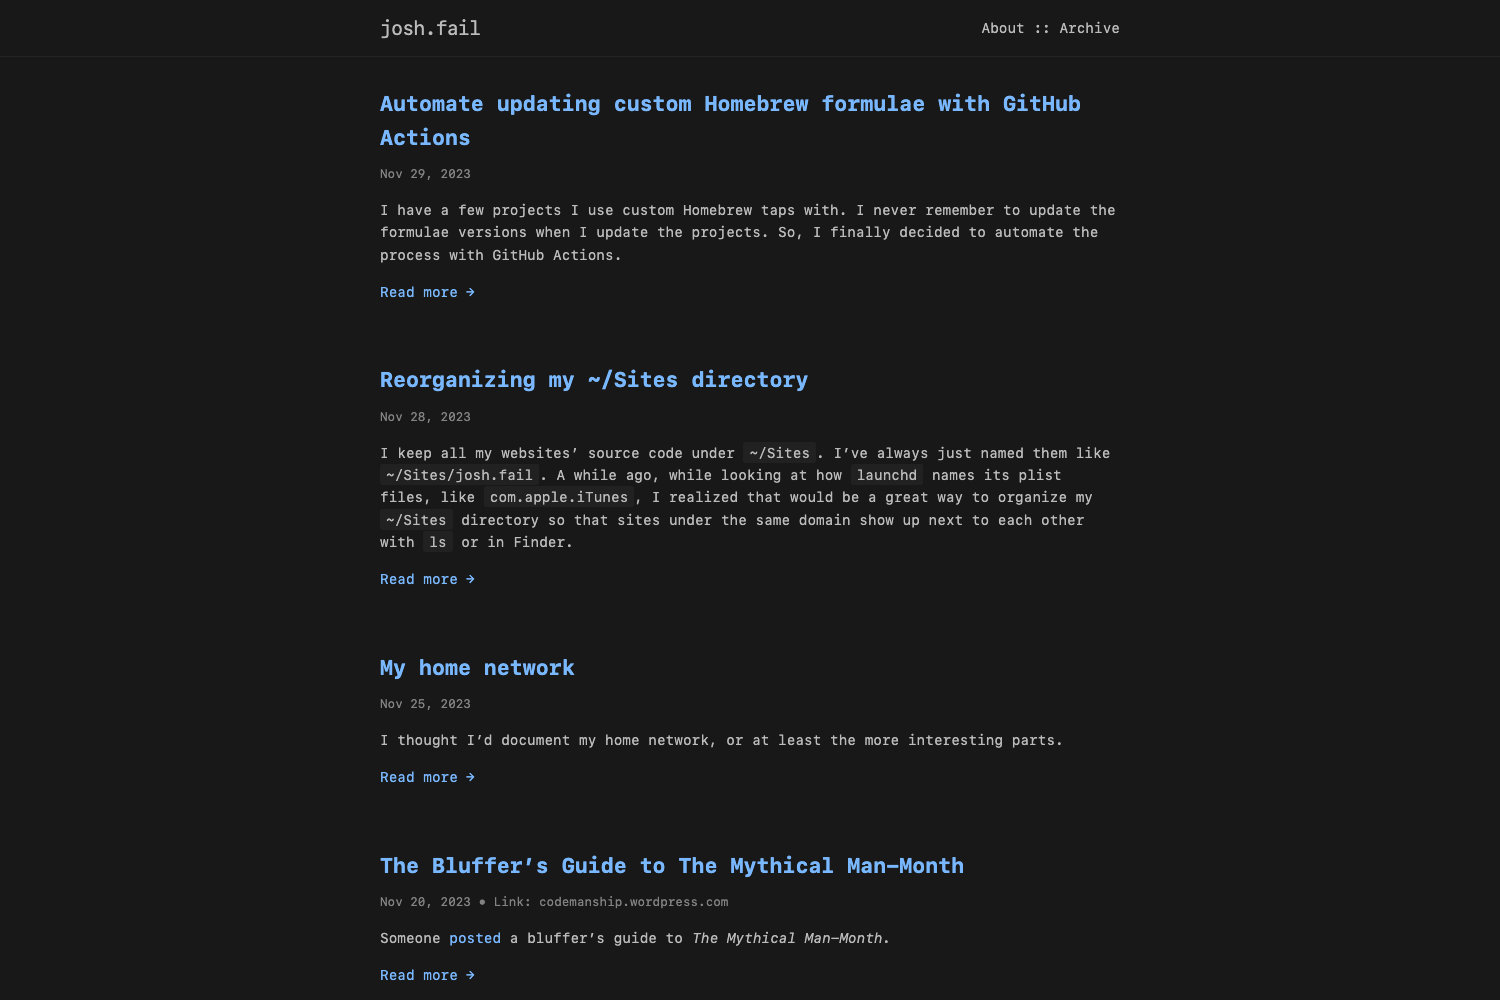 josh.fail
About :: Archive
Automate updating custom Homebrew formulae with GitHub
Actions
Nov 29, 2023
I have a few projects I use custom Homebrew taps with. I never remember to update the
formulae versions when I update the projects. So, I finally decided to automate the
process with GitHub Actions.
Read more →
Reorganizing my ~/Sites directory
Nov 28, 2023
I keep all my websites’ source code under ~/Sites. I’ve always just named them like
~/Sites/josh.fail. A while ago, while looking at how launchd names its plist
files, like com.apple.iTunes, I realized that would be a great way to organize my
~/Sites directory so that sites under the same domain show up next to each other
with ls or in Finder.
Read more →
My home network
Nov 25, 2023
I thought I’d document my home network, or at least the more interesting parts.
Read more →
The Bluffer’s Guide to The Mythical Man-Month
Nov 20, 2023 • Link: codemanship.wordpress.com
Someone posted a bluffer’s guide to The Mythical Man-Month.
Read more →